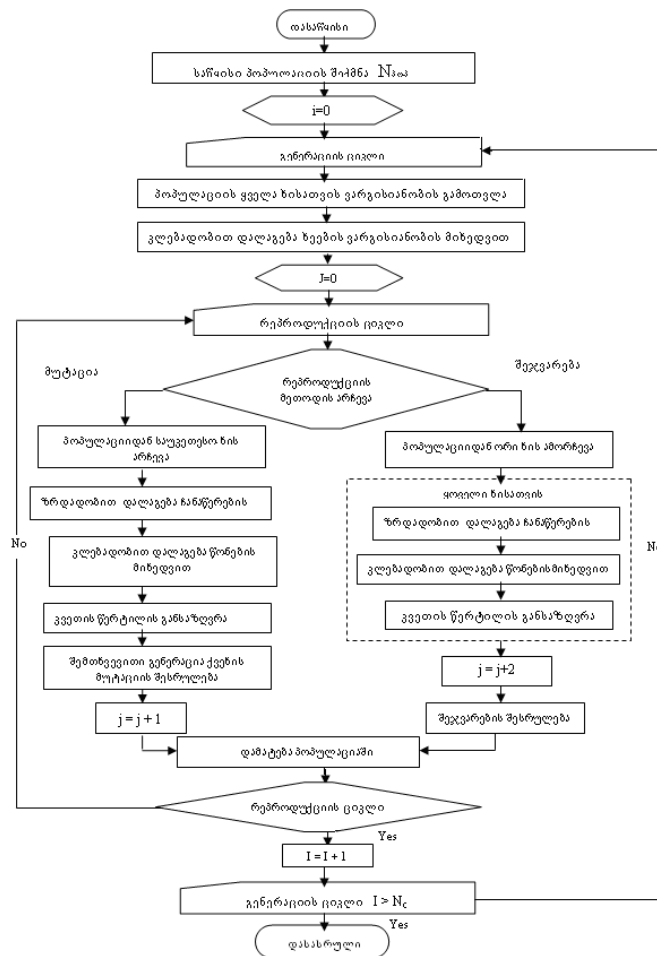 დასაწყისი
საწყისი პოპულაციის შექმნა
i=0
გენერაციის ციკლი
პოპულაციის ყველა ხისათვის ვარგისიანობის გამოთვლა
კლებადობით დალაგება ხეების ვარგისიანობის მიხედვით
J=0
რეპროდუქციის ციკლი
მუტაცია
შეჯვარება
რეპროდუქციის
მეთოდის არჩევა
პოპულაციიდან საუკეთესო ხის
არჩევა
ზრდადობით დალაგება ჩანაწერების
კლებადობით დალაგება წონების
მიხედვით
კვეთის წერტილის განსაზღვრა
შემთხვევითი გენერაცია ქვეხის
მუტაციის შესრულება
j = j + 1
No
პოპულაციიდან ორი ხის ამორჩევა
ყოველი ხისათვის
ზრდადობით დალაგება ჩანაწერების
კლებადობით დალაგება წონებისმიხედვით
კვეთის წერტილის განსაზღვრა
j = j+2
შეჯვარების შესრულება
დამატება პოპულაციაში
რეპროდუქციის ციკლი
Yes
I = I + 1
გენერაციის ციკლი I > Nc
Yes
დასასრული